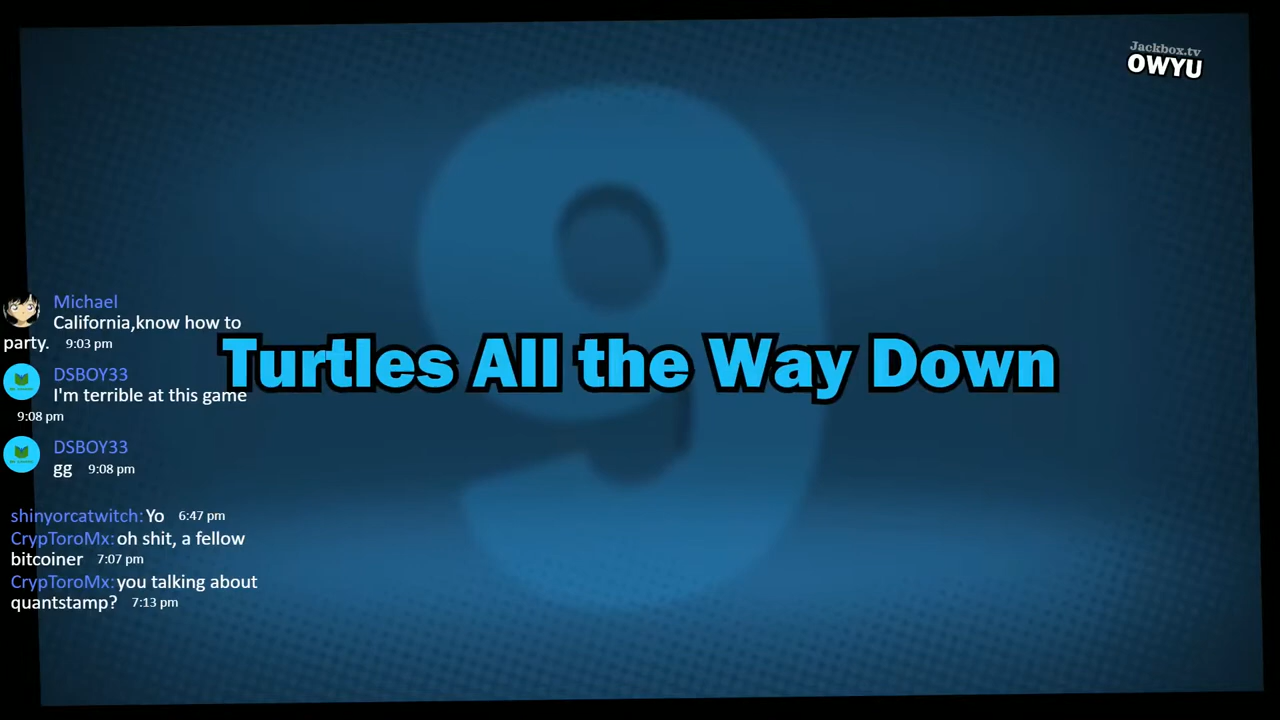 Jackbox.tv
OWYU
9
Michael
California,know how to
party. 9:03 pm
Turtles All the Way Down
DSBOY33
I'm terrible at this game
9:08 pm
DSBOY33
gg 9:08 pm
shinyorcatwitch: Yo 6:47 pm
CrypToroMx: oh shit, a fellow
bitcoiner 7:07 pm
CrypToroMx: you talking about
quantstamp? 7:13 pm